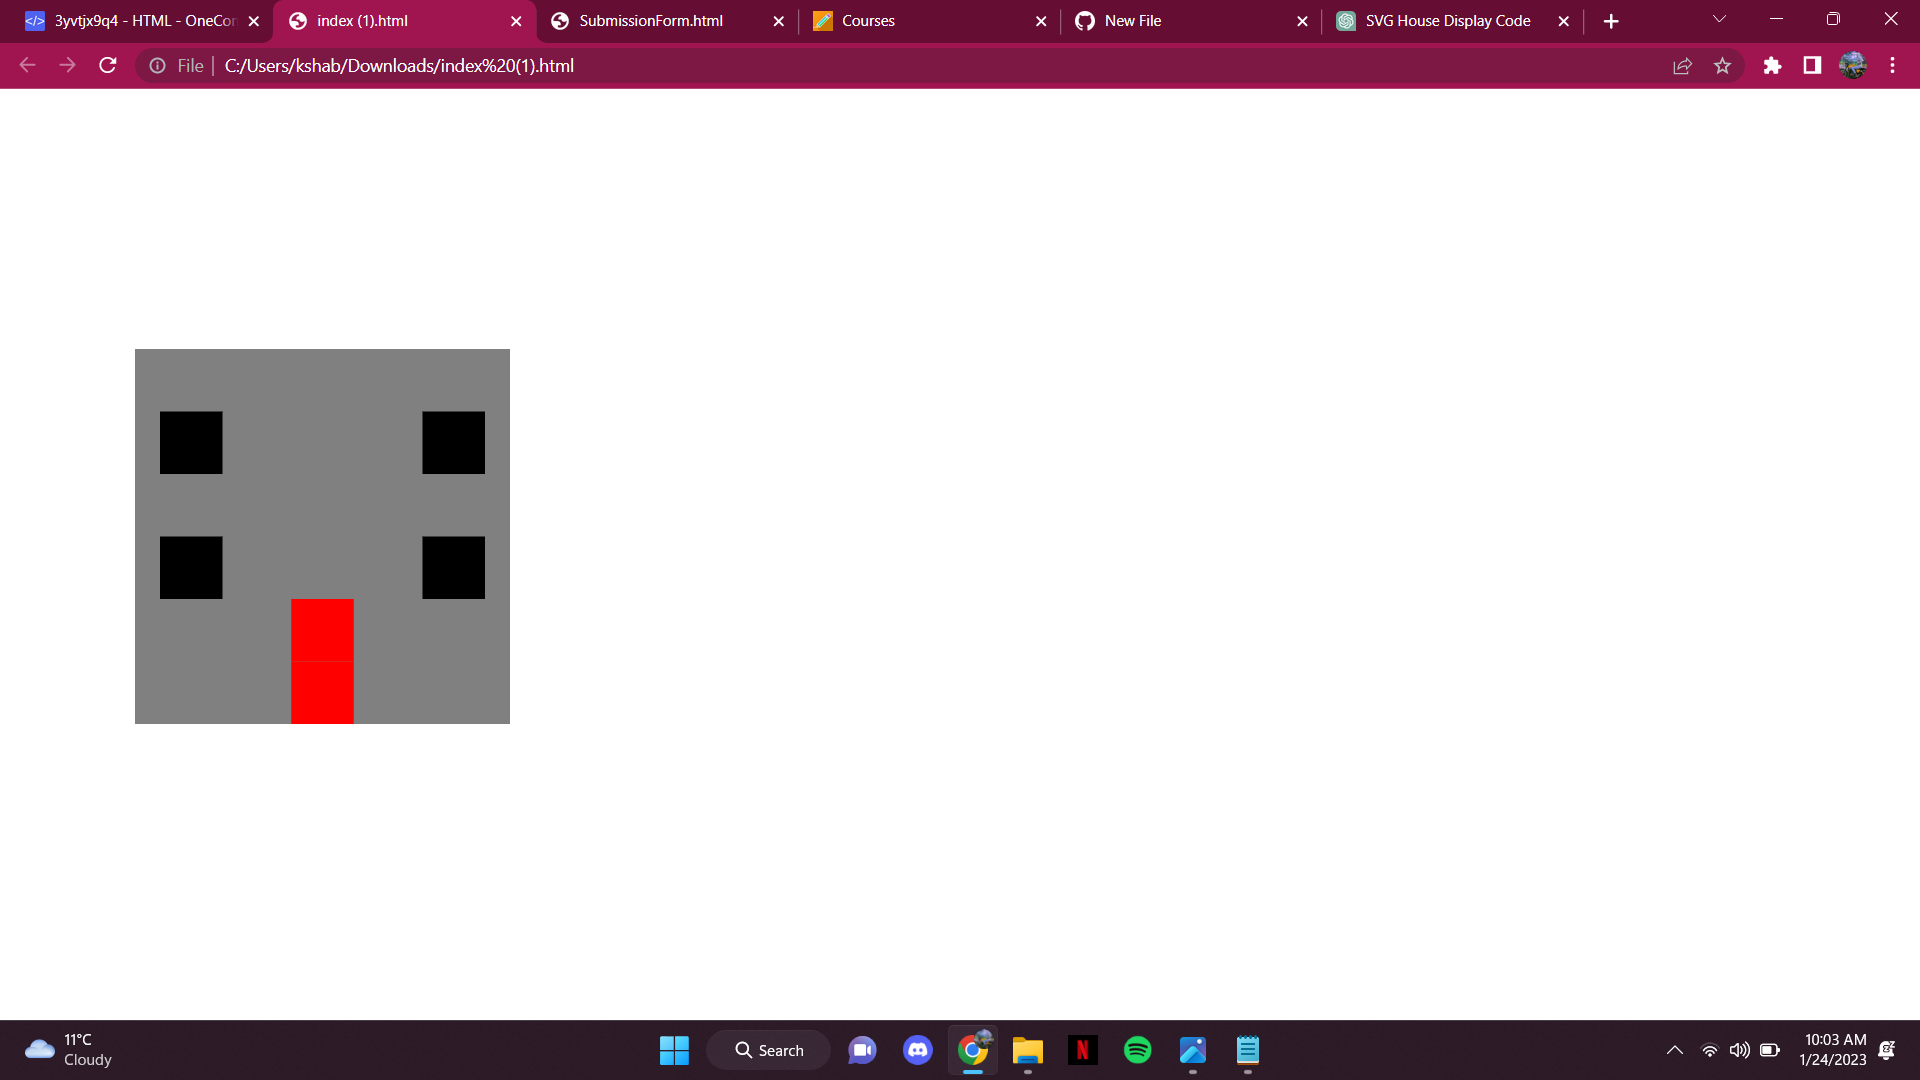 3yvtjx9q4 - HTML - OneCon
index (1).html
SubmissionForm.html
Courses
New File
SVG House Display Code
File
C:/Users/kshab/Downloads/index%20(1).html
11°C
Cloudy
Search
10:03 AM
1/24/2023